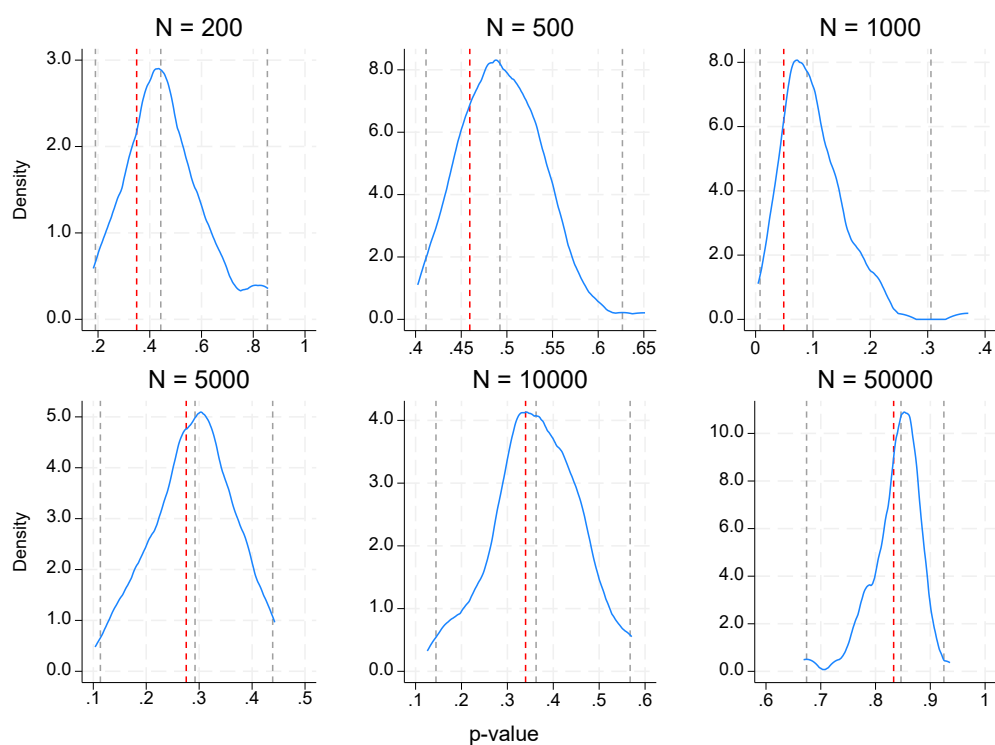 N = 200
N = 500
N = 1000
Density
3.0
2.0
1.0
0.0
.2 .4 .6 .8 1
8.0
6.0
4.0
2.0
0.0
.4 .45 .5 .55 .6 .65
8.0
6.0
4.0
2.0
0.0
0 .1 .2 .3 .4
N = 5000
N = 10000
N = 50000
Density
5.0
4.0
3.0
2.0
1.0
0.0
.1 .2 .3 .4 .5
4.0
3.0
2.0
1.0
0.0
.1 .2 .3 .4 .5 .6
10.0
8.0
6.0
4.0
2.0
0.0
.6 .7 .8 .9 1
p-value